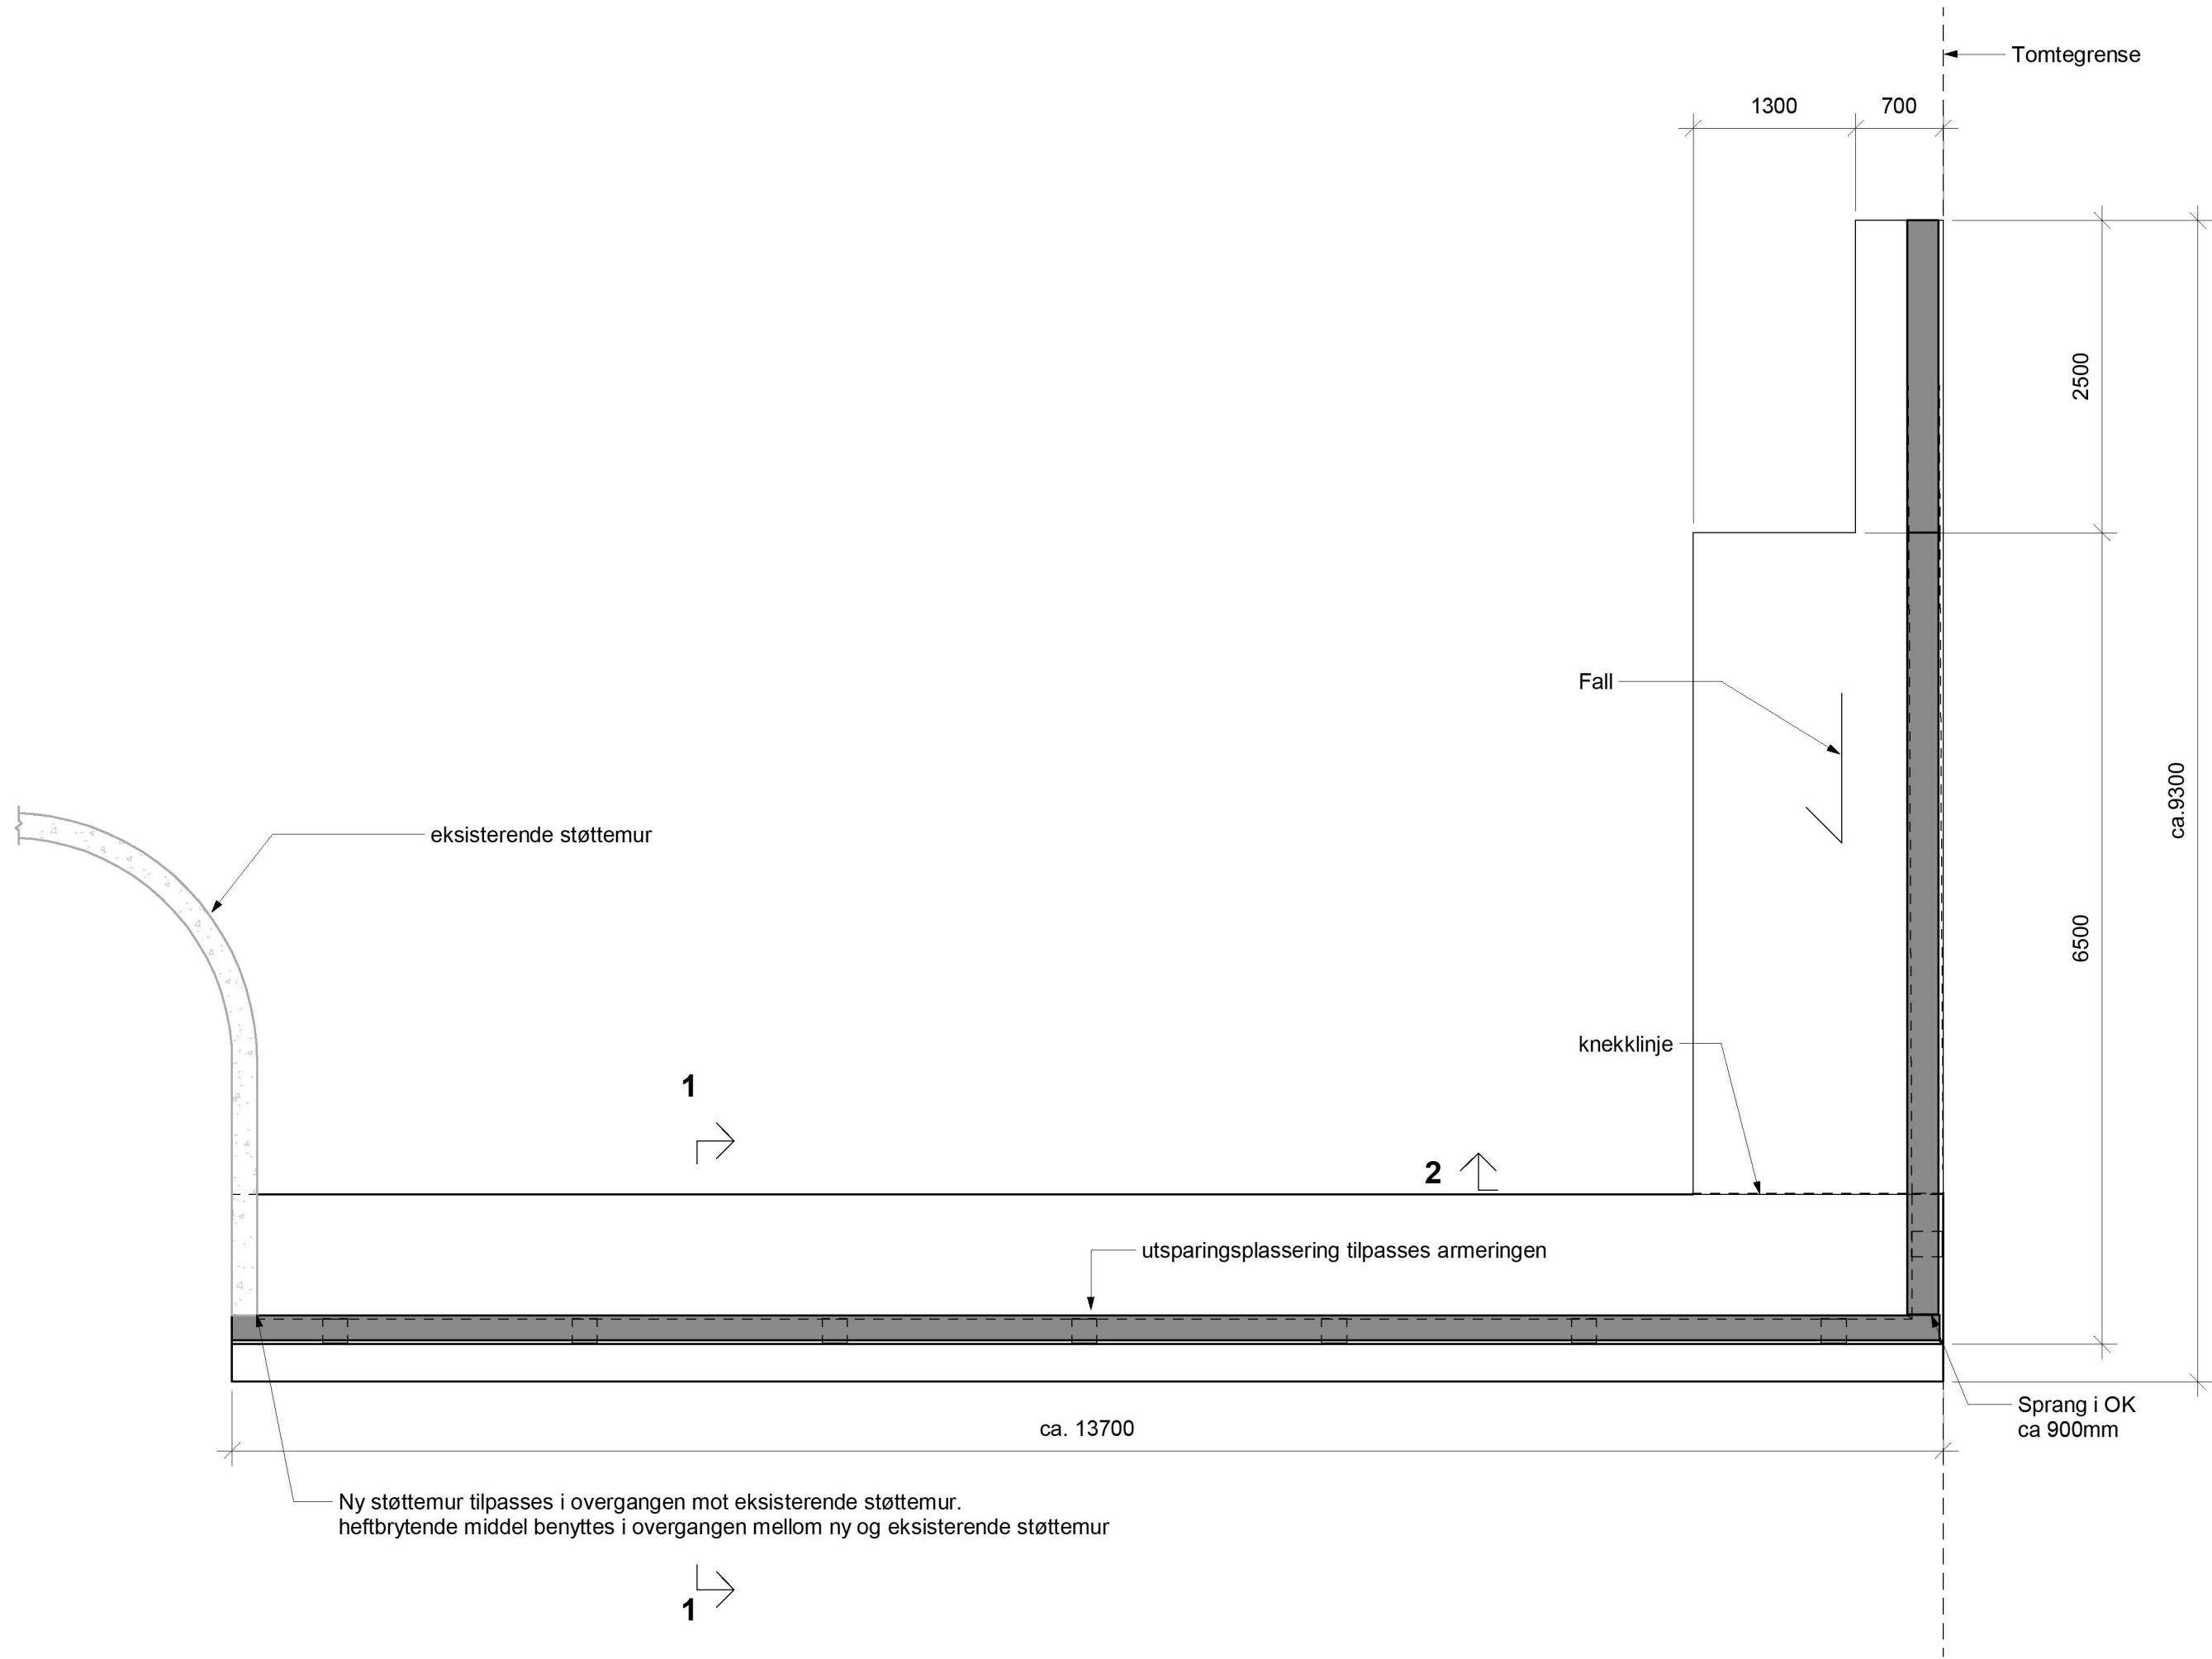 Tomtegrense
1300
700
2500
Fall
ca.9300
eksisterende støttemur
6500
knekklinje
1
2
utsparingsplassering tilpasses armeringen
Sprang i OK
ca 900mm
ca. 13700
Ny støttemur tilpasses i overgangen mot eksisterende støttemur.
heftbrytende middel benyttes i overgangen mellom ny og eksisterende støttemur
1